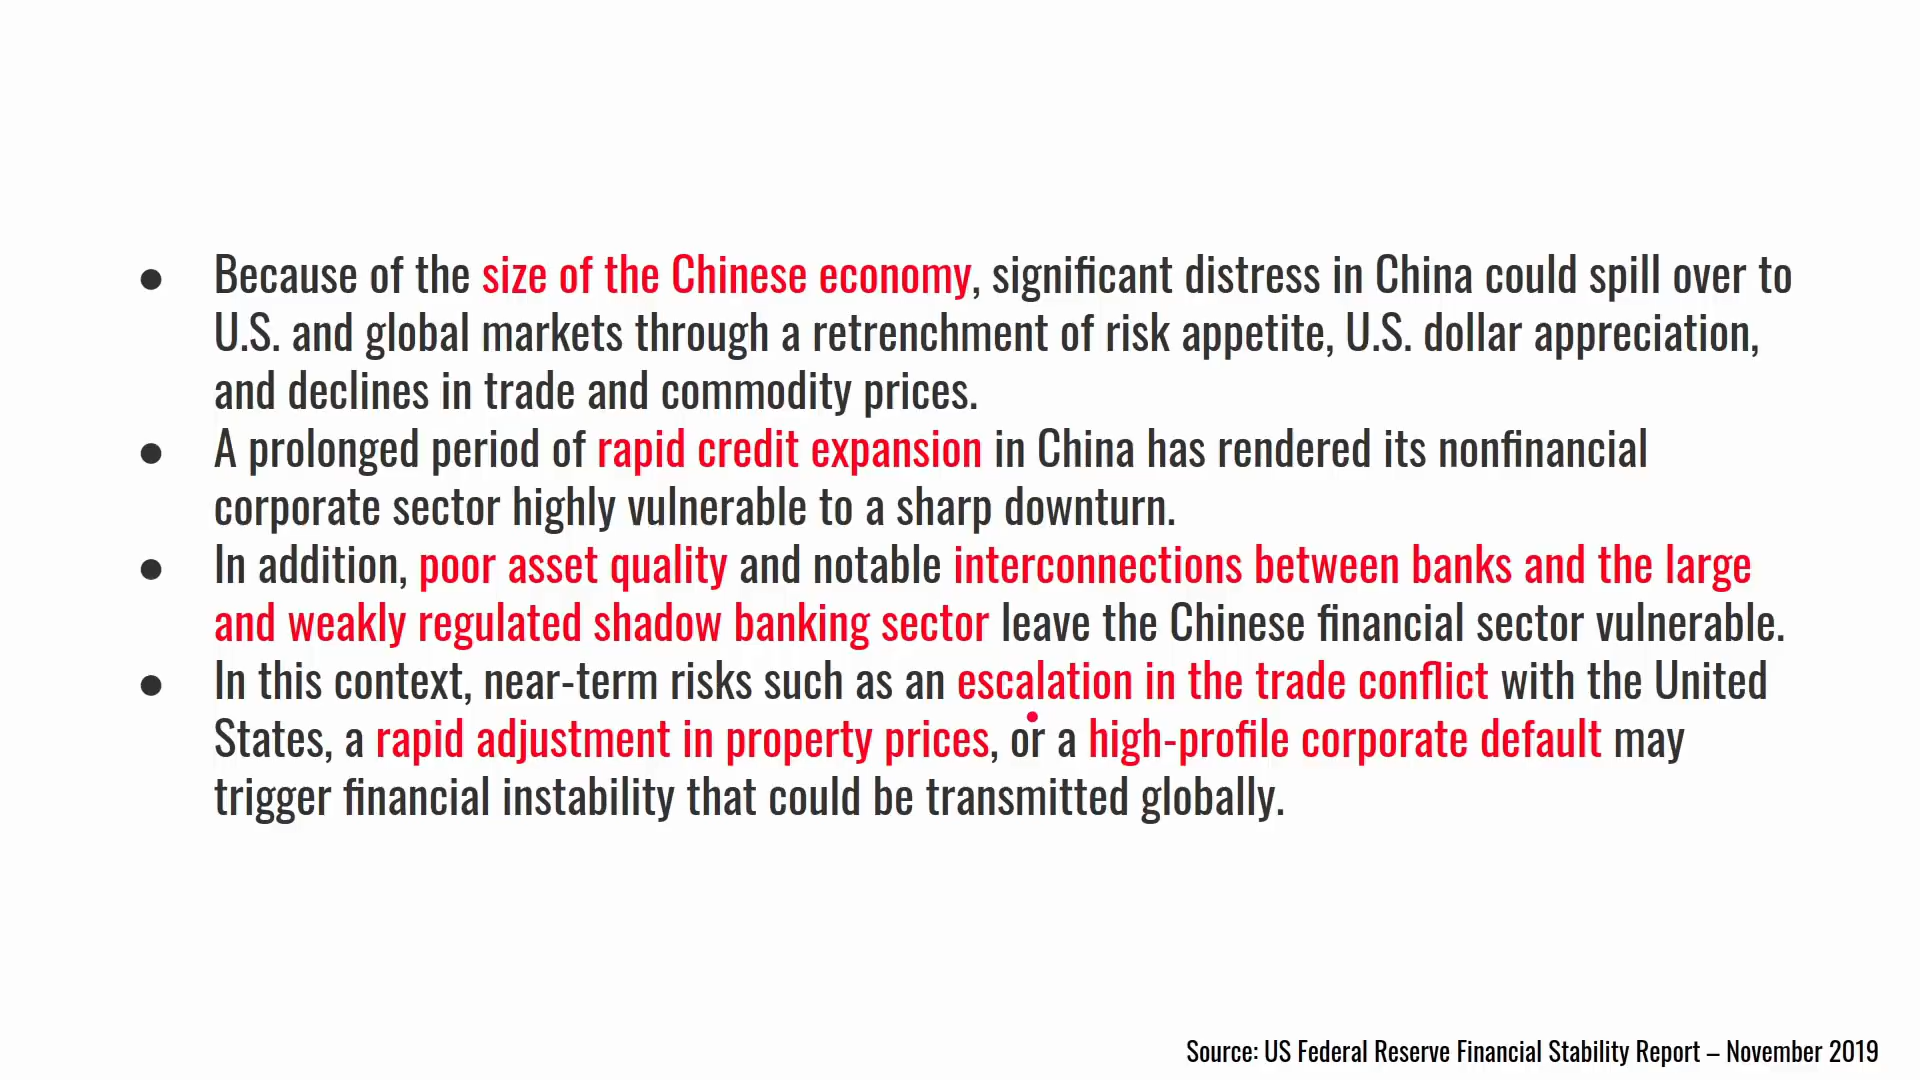 ● Because of the size of the Chinese economy, significant distress in China could spill over to
U.S. and global markets through a retrenchment of risk appetite, U.S. dollar appreciation,
and declines in trade and commodity prices.
● A prolonged period of rapid credit expansion in China has rendered its nonfinancial
corporate sector highly vulnerable to a sharp downturn.
● In addition, poor asset quality and notable interconnections between banks and the large
and weakly regulated shadow banking sector leave the Chinese financial sector vulnerable.
● In this context, near-term risks such as an escalation in the trade conflict with the United
States, a rapid adjustment in property prices, or a high-profile corporate default may
trigger financial instability that could be transmitted globally.
Source: US Federal Reserve Financial Stability Report – November 2019